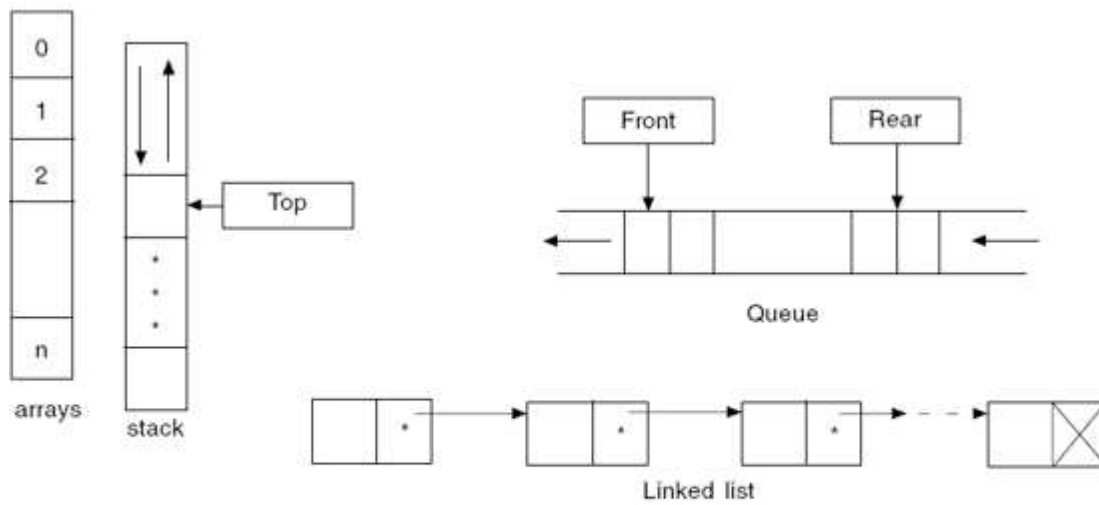 0
1
2
n
arrays
Top
*
*
*
stack
Front
Rear
Queue
*
*
*
Linked list